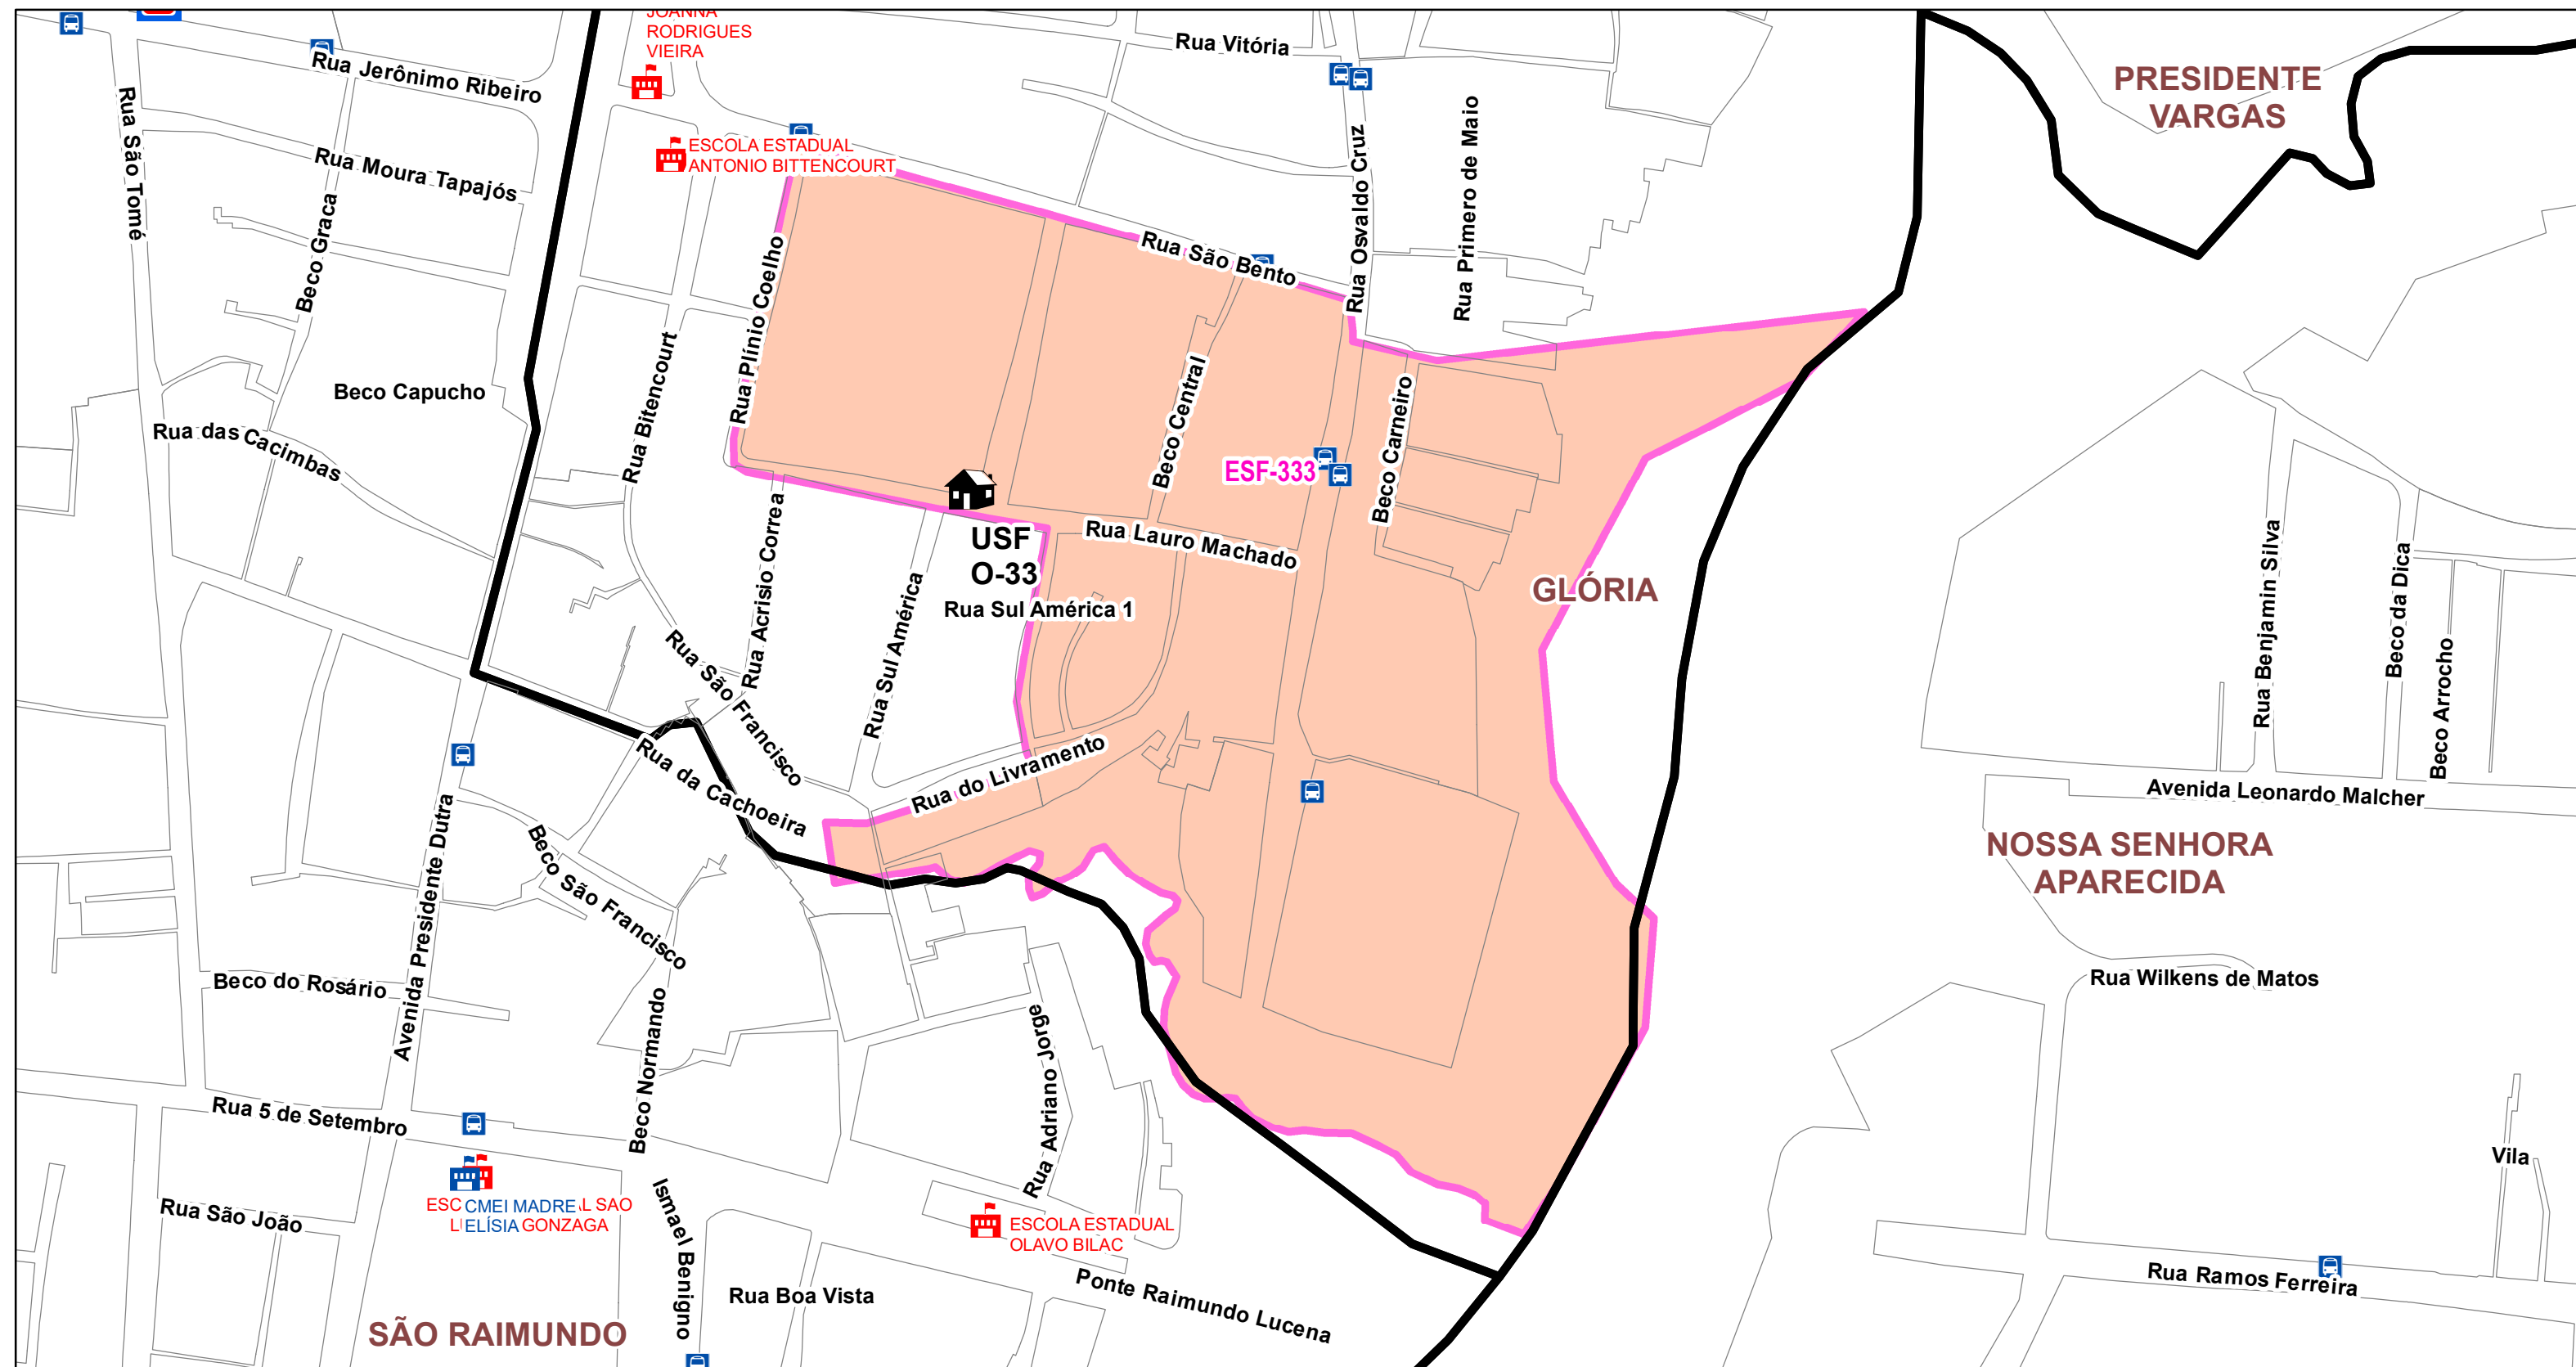 JOANNA
RODRIGUES
VIEIRA
Rua Vitória
PRESIDENTE
VARGAS
Rua Jerônimo Ribeiro
Rua São Tomé
Rua Moura Tapajós
Beco Graca
ESCOLA ESTADUAL
ANTONIO BITTENCOURT
Rua Osvaldo Cruz
Rua Primero de Maio
Rua São Bento
Rua Plínio Coelho
Rua Bitencourt
Beco Capucho
Rua das Cacimbas
Beco Central
Beco Carneiro
ESF-333
USF
O-33
Rua Lauro Machado
Rua Acrisio Correa
Rua Sul América
Rua Sul América 1
GLÓRIA
Rua Benjamin Silva
Beco da Dica
Beco Arrocho
Rua São Francisco
Rua da Cachoeira
Rua do Livramento
Avenida Leonardo Malcher
NOSSA SENHORA
APARECIDA
Avenida Presidente Dutra
Beco São Francisco
Beco do Rosário
Rua Wilkens de Matos
Beco Normando
Rua Adriano Jorge
Rua 5 de Setembro
Vila
ESC CMEI MADRE L SAO
LI ELÍSIA GONZAGA
Rua São João
Ismael Benigno
ESCOLA ESTADUAL
OLAVO BILAC
Ponte Raimundo Lucena
Rua Boa Vista
Rua Ramos Ferreira
SÃO RAIMUNDO